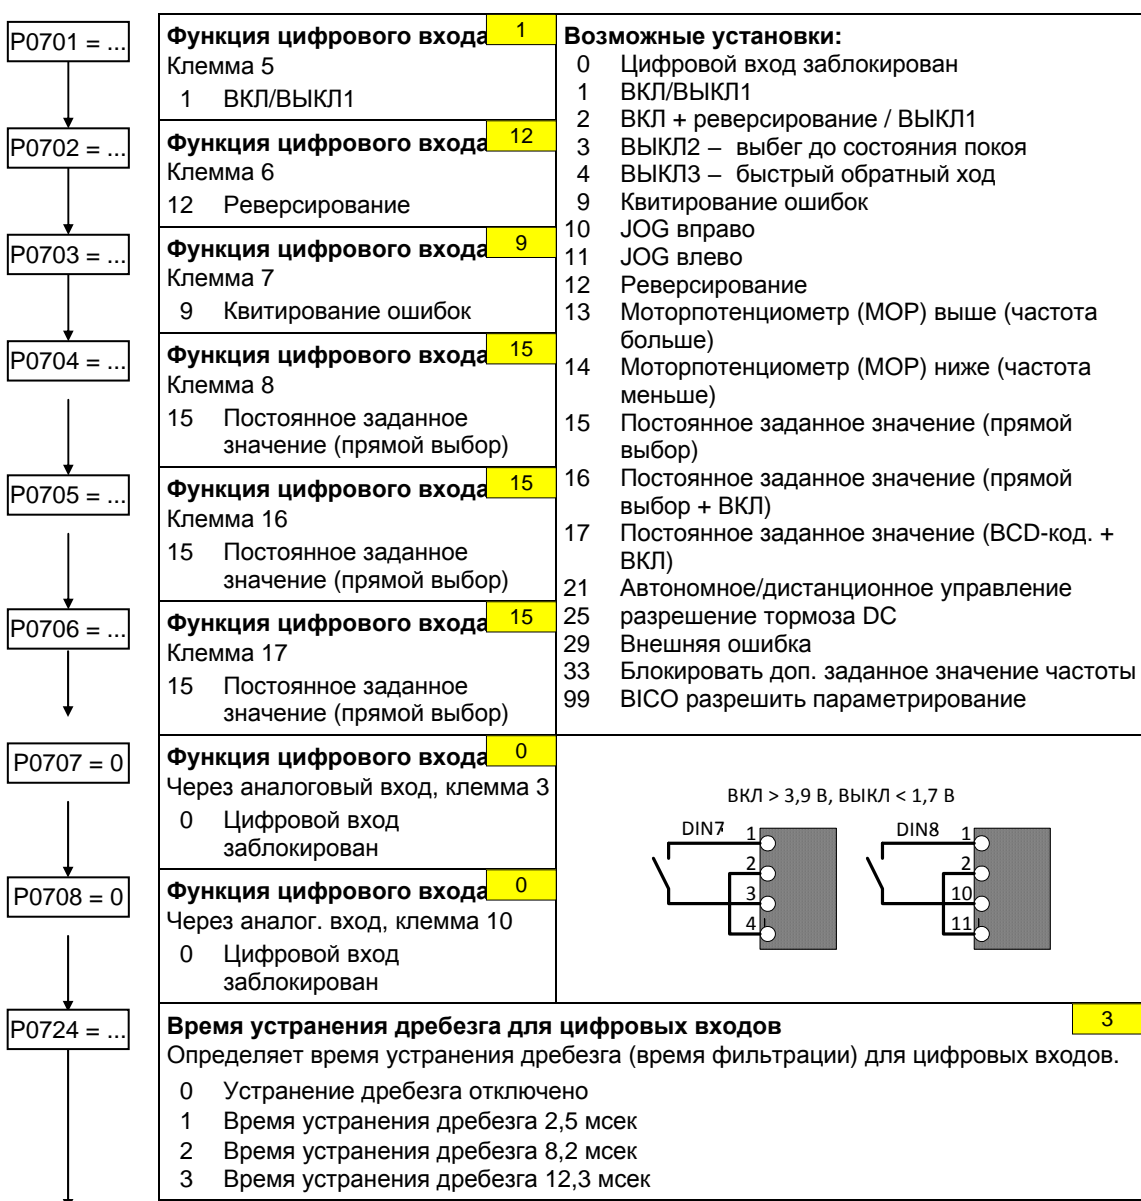 P0701 = ...
Функция цифрового входа 1
Клемма 5
1 ВКЛ/ВЫКЛ1
P0702 = ...
Функция цифрового входа 12
Клемма 6
12 Реверсирование
P0703 = ...
Функция цифрового входа 9
Клемма 7
9 Квитирование ошибок
P0704 = ...
Функция цифрового входа 15
Клемма 8
15 Постоянное заданное
значение (прямой выбор)
P0705 = ...
Функция цифрового входа 15
Клемма 16
15 Постоянное заданное
значение (прямой выбор)
P0706 = ...
Функция цифрового входа 15
Клемма 17
15 Постоянное заданное
значение (прямой выбор)
Возможные установки:
0 Цифровой вход заблокирован
1 ВКЛ/ВЫКЛ1
2 ВКЛ + реверсирование / ВЫКЛ1
3 ВЫКЛ2 – выбег до состояния покоя
4 ВЫКЛ3 – быстрый обратный ход
9 Квитирование ошибок
10 JOG вправо
11 JOG влево
12 Реверсирование
13 Моторпотенциометр (MOP) выше (частота
больше)
14 Моторпотенциометр (MOP) ниже (частота
меньше)
15 Постоянное заданное значение (прямой
выбор)
16 Постоянное заданное значение (прямой
выбор + ВКЛ)
17 Постоянное заданное значение (BCD-код. +
ВКЛ)
21 Автономное/дистанционное управление
25 разрешение тормоза DC
29 Внешняя ошибка
33 Блокировать доп. заданное значение частоты
99 BICO разрешить параметрирование
P0707 = 0
Функция цифрового входа 0
Через аналоговый вход, клемма 3
0 Цифровой вход
заблокирован
P0708 = 0
Функция цифрового входа 0
Через аналог. вход, клемма 10
0 Цифровой вход
заблокирован
ВКЛ > 3,9 В, ВЫКЛ < 1,7 В
DIN7 1
2
3
4
DIN8 1
2
10
11
P0724 = ...
Время устранения дребезга для цифровых входов 3
Определяет время устранения дребезга (время фильтрации) для цифровых входов.
0 Устранение дребезга отключено
1 Время устранения дребезга 2,5 мсек
2 Время устранения дребезга 8,2 мсек
3 Время устранения дребезга 12,3 мсек